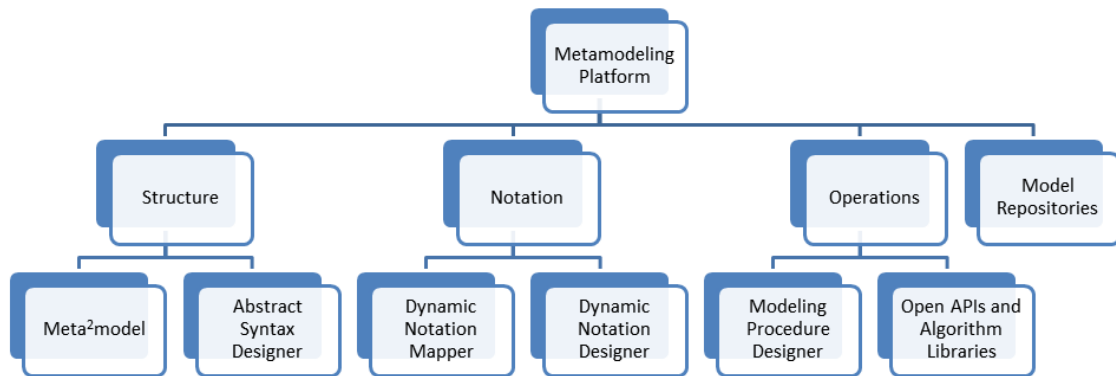 Metamodeling
Platform
Structure
Notation
Operations
Model
Repositories
Meta²model
Abstract
Syntax
Designer
Dynamic
Notation
Mapper
Dynamic
Notation
Designer
Modeling
Procedure
Designer
Open APIs and
Algorithm
Libraries